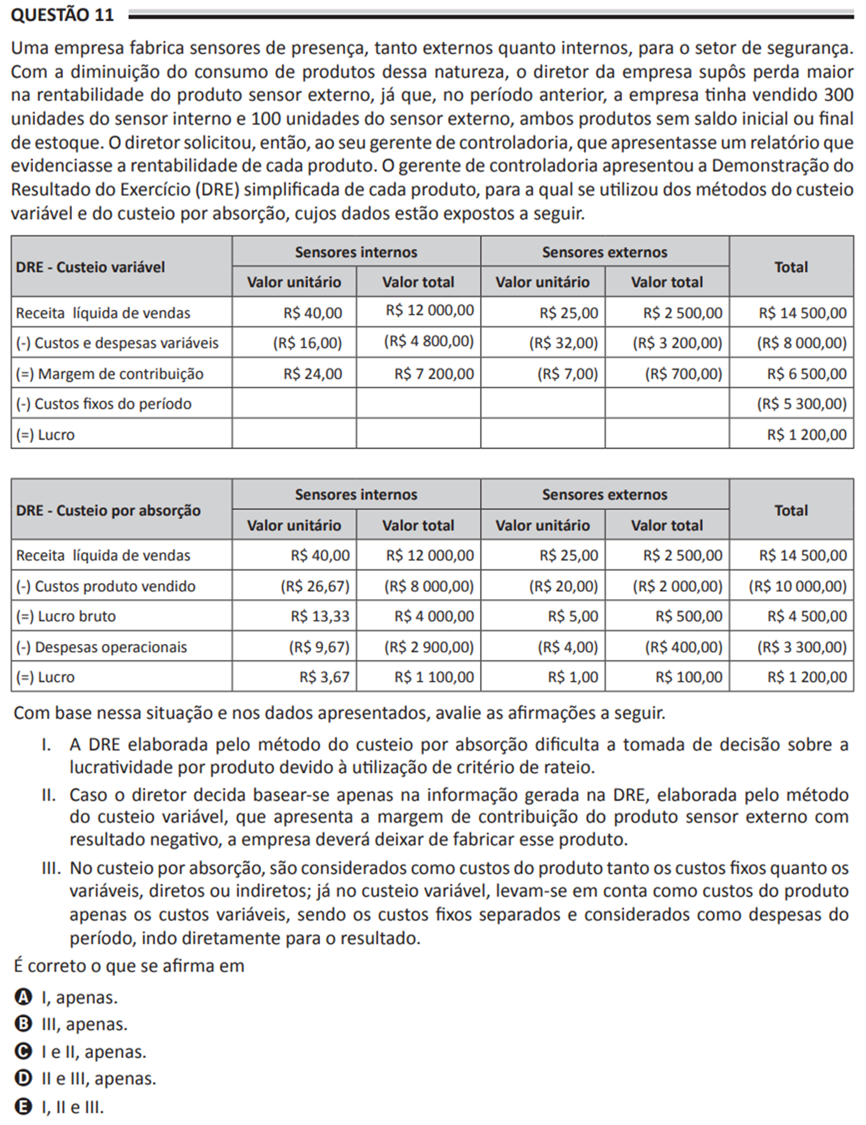 QUESTÃO 11
Uma empresa fabrica sensores de presença, tanto externos quanto internos, para o setor de segurança.
Com a diminuição do consumo de produtos dessa natureza, o diretor da empresa supôs perda maior
na rentabilidade do produto sensor externo, já que, no período anterior, a empresa tinha vendido 300
unidades do sensor interno e 100 unidades do sensor externo, ambos produtos sem saldo inicial ou final
de estoque. O diretor solicitou, então, ao seu gerente de controladoria, que apresentasse um relatório que
evidenciasse a rentabilidade de cada produto. O gerente de controladoria apresentou a Demonstração do
Resultado do Exercício (DRE) simplificada de cada produto, para a qual se utilizou dos métodos do custeio
variável e do custeio por absorção, cujos dados estão expostos a seguir.
DRE - Custeio variável Sensores internos Sensores externos Total
Valor unitário Valor total Valor unitário Valor total
Receita líquida de vendas R$ 40,00 R$ 12 000,00 R$ 25,00 R$ 2 500,00 R$ 14 500,00
(-) Custos e despesas variáveis (R$ 16,00) (R$ 4 800,00) (R$ 32,00) (R$ 3 200,00) (R$ 8 000,00)
(=) Margem de contribuição R$ 24,00 R$ 7 200,00 (R$ 7,00) (R$ 700,00) R$ 6 500,00
(-) Custos fixos do período (R$ 5 300,00)
(=) Lucro R$ 1 200,00
DRE - Custeio por absorção Sensores internos Sensores externos Total
Valor unitário Valor total Valor unitário Valor total
Receita líquida de vendas R$ 40,00 R$ 12 000,00 R$ 25,00 R$ 2 500,00 R$ 14 500,00
(-) Custos produto vendido (R$ 26,67) (R$ 8 000,00) (R$ 20,00) (R$ 2 000,00) (R$ 10 000,00)
(=) Lucro bruto R$ 13,33 R$ 4 000,00 R$ 5,00 R$ 500,00 R$ 4 500,00
(-) Despesas operacionais (R$ 9,67) (R$ 2 900,00) (R$ 4,00) (R$ 400,00) (R$ 3 300,00)
(=) Lucro R$ 3,67 R$ 1 100,00 R$ 1,00 R$ 100,00 R$ 1 200,00
Com base nessa situação e nos dados apresentados, avalie as afirmações a seguir.
I. A DRE elaborada pelo método do custeio por absorção dificulta a tomada de decisão sobre a
lucratividade por produto devido à utilização de critério de rateio.
II. Caso o diretor decida basear-se apenas na informação gerada na DRE, elaborada pelo método
do custeio variável, que apresenta a margem de contribuição do produto sensor externo com
resultado negativo, a empresa deverá deixar de fabricar esse produto.
III. No custeio por absorção, são considerados como custos do produto tanto os custos fixos quanto os
variáveis, diretos ou indiretos; já no custeio variável, levam-se em conta como custos do produto
apenas os custos variáveis, sendo os custos fixos separados e considerados como despesas do
período, indo diretamente para o resultado.
É correto o que se afirma em
A I, apenas.
B III, apenas.
C I e II, apenas.
D II e III, apenas.
E I, II e III.